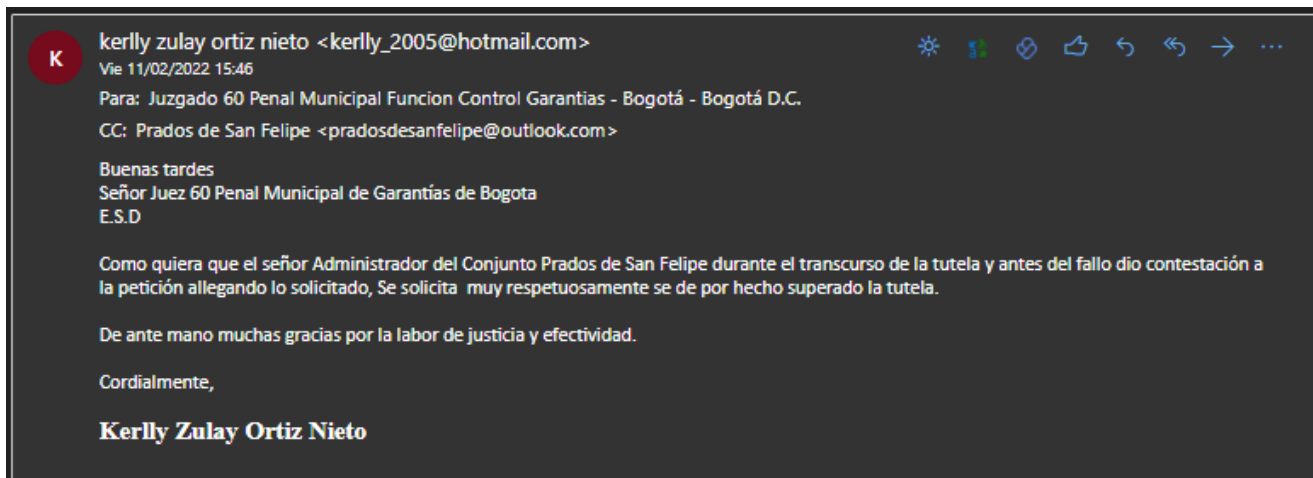 K
kerlly zulay ortiz nieto <kerlly_2005@hotmail.com>
Vie 11/02/2022 15:46
Para: Juzgado 60 Penal Municipal Funcion Control Garantias - Bogotá - Bogotá D.C.
CC: Prados de San Felipe <pradosdesanfelipe@outlook.com>
Buenas tardes
Señor Juez 60 Penal Municipal de Garantías de Bogota
E.S.D
Como quiera que el señor Administrador del Conjunto Prados de San Felipe durante el transcurso de la tutela y antes del fallo dio contestación a
la petición allegando lo solicitado, Se solicita muy respetuosamente se de por hecho superado la tutela.
De ante mano muchas gracias por la labor de justicia y efectividad.
Cordialmente,
Kerlly Zulay Ortiz Nieto